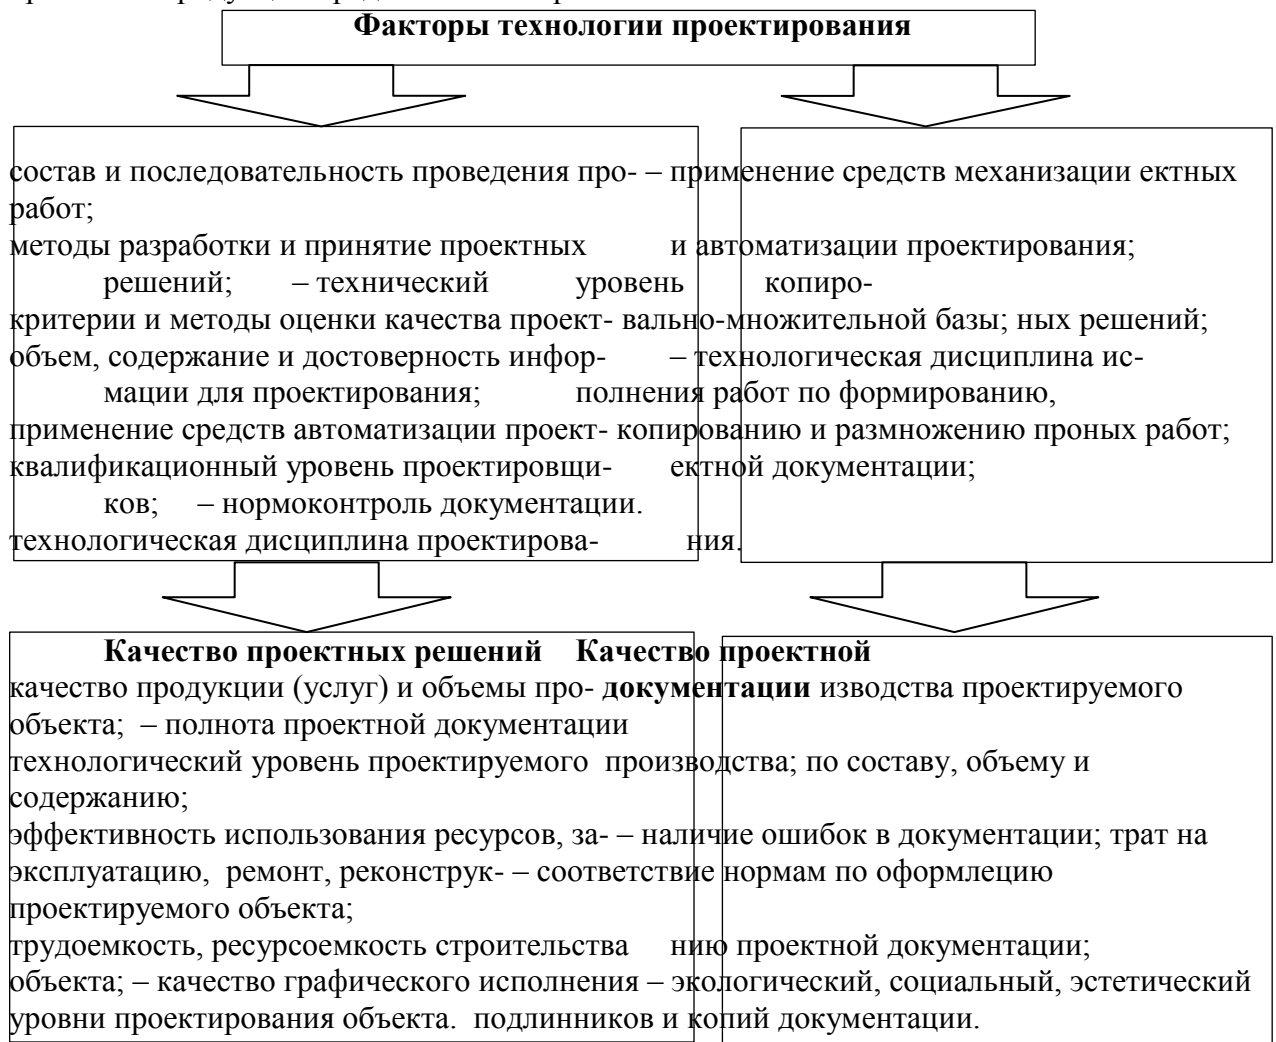 Факторы технологии проектирования
состав и последовательность проведения про- – применение средств механизации ектных
работ;
методы разработки и принятие проектных и автоматизации проектирования;
решений; – технический уровень копиро-
критерии и методы оценки качества проект- вально-множительной базы; ных решений;
объем, содержание и достоверность инфор- – технологическая дисциплина ис-
мации для проектирования; полнения работ по формированию,
применение средств автоматизации проект- копированию и размножению проных работ;
квалификационный уровень проектировщи- ектной документации;
ков; – нормоконтроль документации.
технологическая дисциплина проектирова- ния.
Качество проектных решений Качество проектной
качество продукции (услуг) и объемы про- документации изводства проектируемого
объекта; – полнота проектной документации
технологический уровень проектируемого производства; по составу, объему и
содержанию;
эффективность использования ресурсов, за- – наличие ошибок в документации; трат на
эксплуатацию, ремонт, реконструк- – соответствие нормам по оформлецию
проектируемого объекта;
трудоемкость, ресурсоемкость строительства нию проектной документации;
объекта; – качество графического исполнения – экологический, социальный, эстетический
уровни проектирования объекта. подлинников и копий документации.